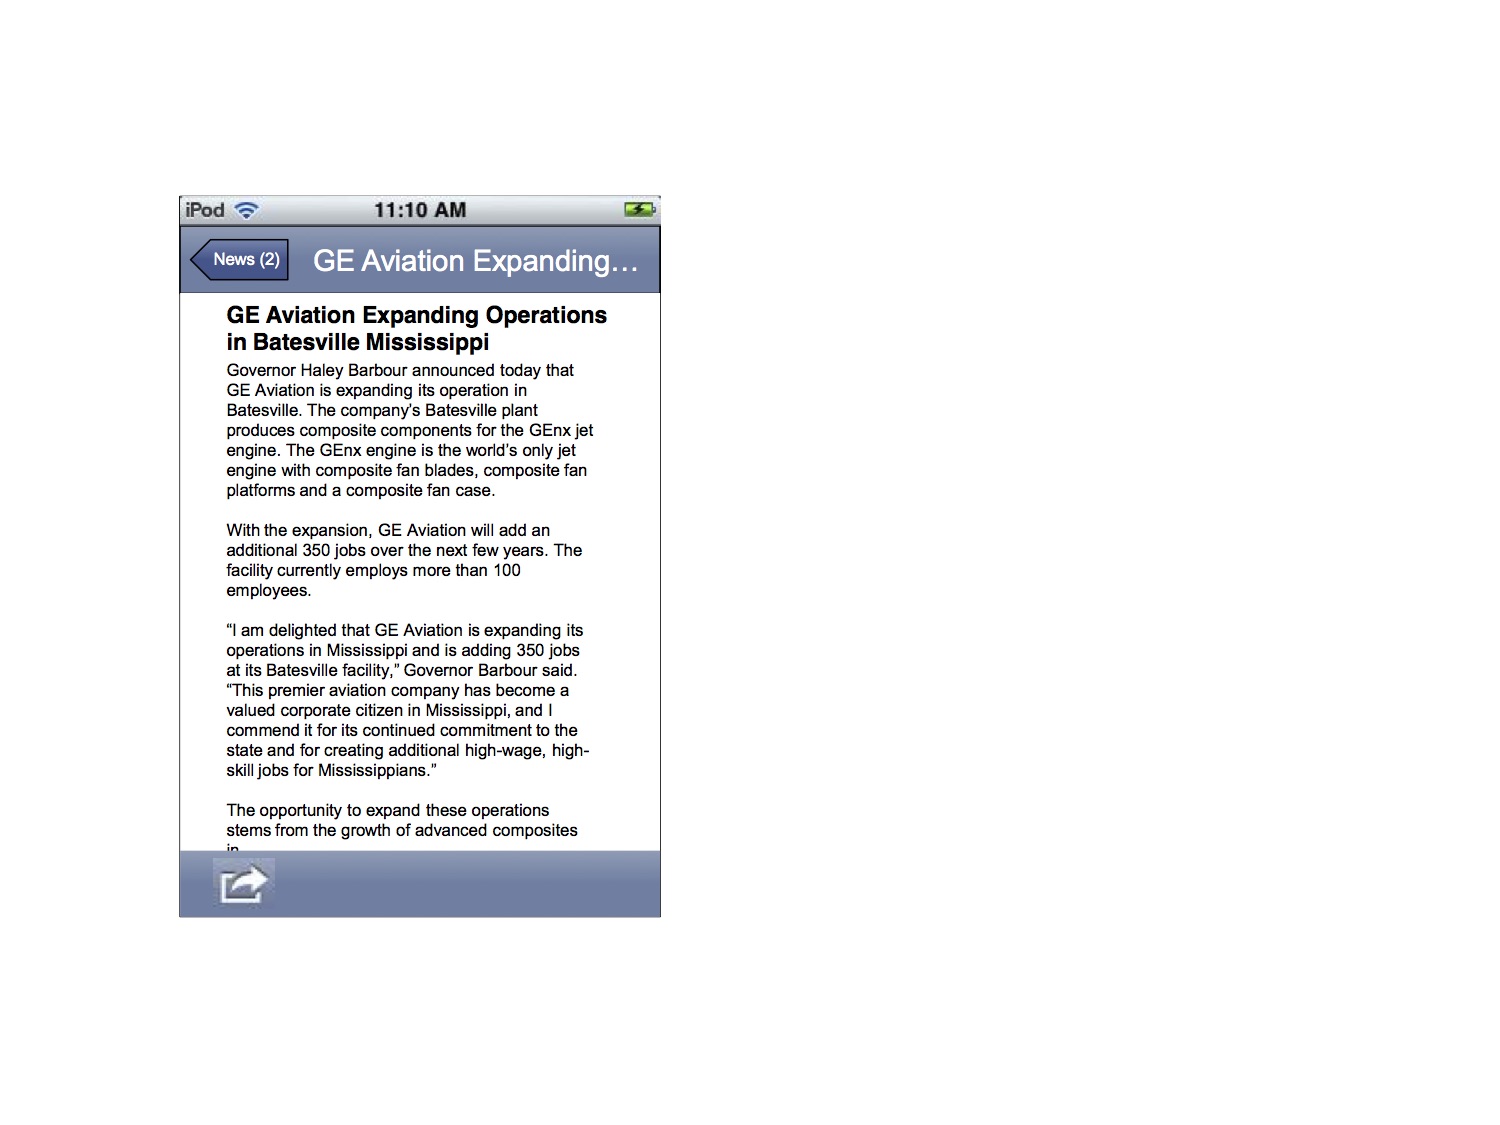 iPod 11:10 AM
News (2) GE Aviation Expanding…
GE Aviation Expanding Operations
in Batesville Mississippi
Governor Haley Barbour announced today that
GE Aviation is expanding its operation in
Batesville. The company’s Batesville plant
produces composite components for the GEnx jet
engine. The GEnx engine is the world’s only jet
engine with composite fan blades, composite fan
platforms and a composite fan case.
With the expansion, GE Aviation will add an
additional 350 jobs over the next few years. The
facility currently employs more than 100
employees.
“I am delighted that GE Aviation is expanding its
operations in Mississippi and is adding 350 jobs
at its Batesville facility,” Governor Barbour said.
“This premier aviation company has become a
valued corporate citizen in Mississippi, and I
commend it for its continued commitment to the
state and for creating additional high-wage, high-
skill jobs for Mississippians.”
The opportunity to expand these operations
stems from the growth of advanced composites
in